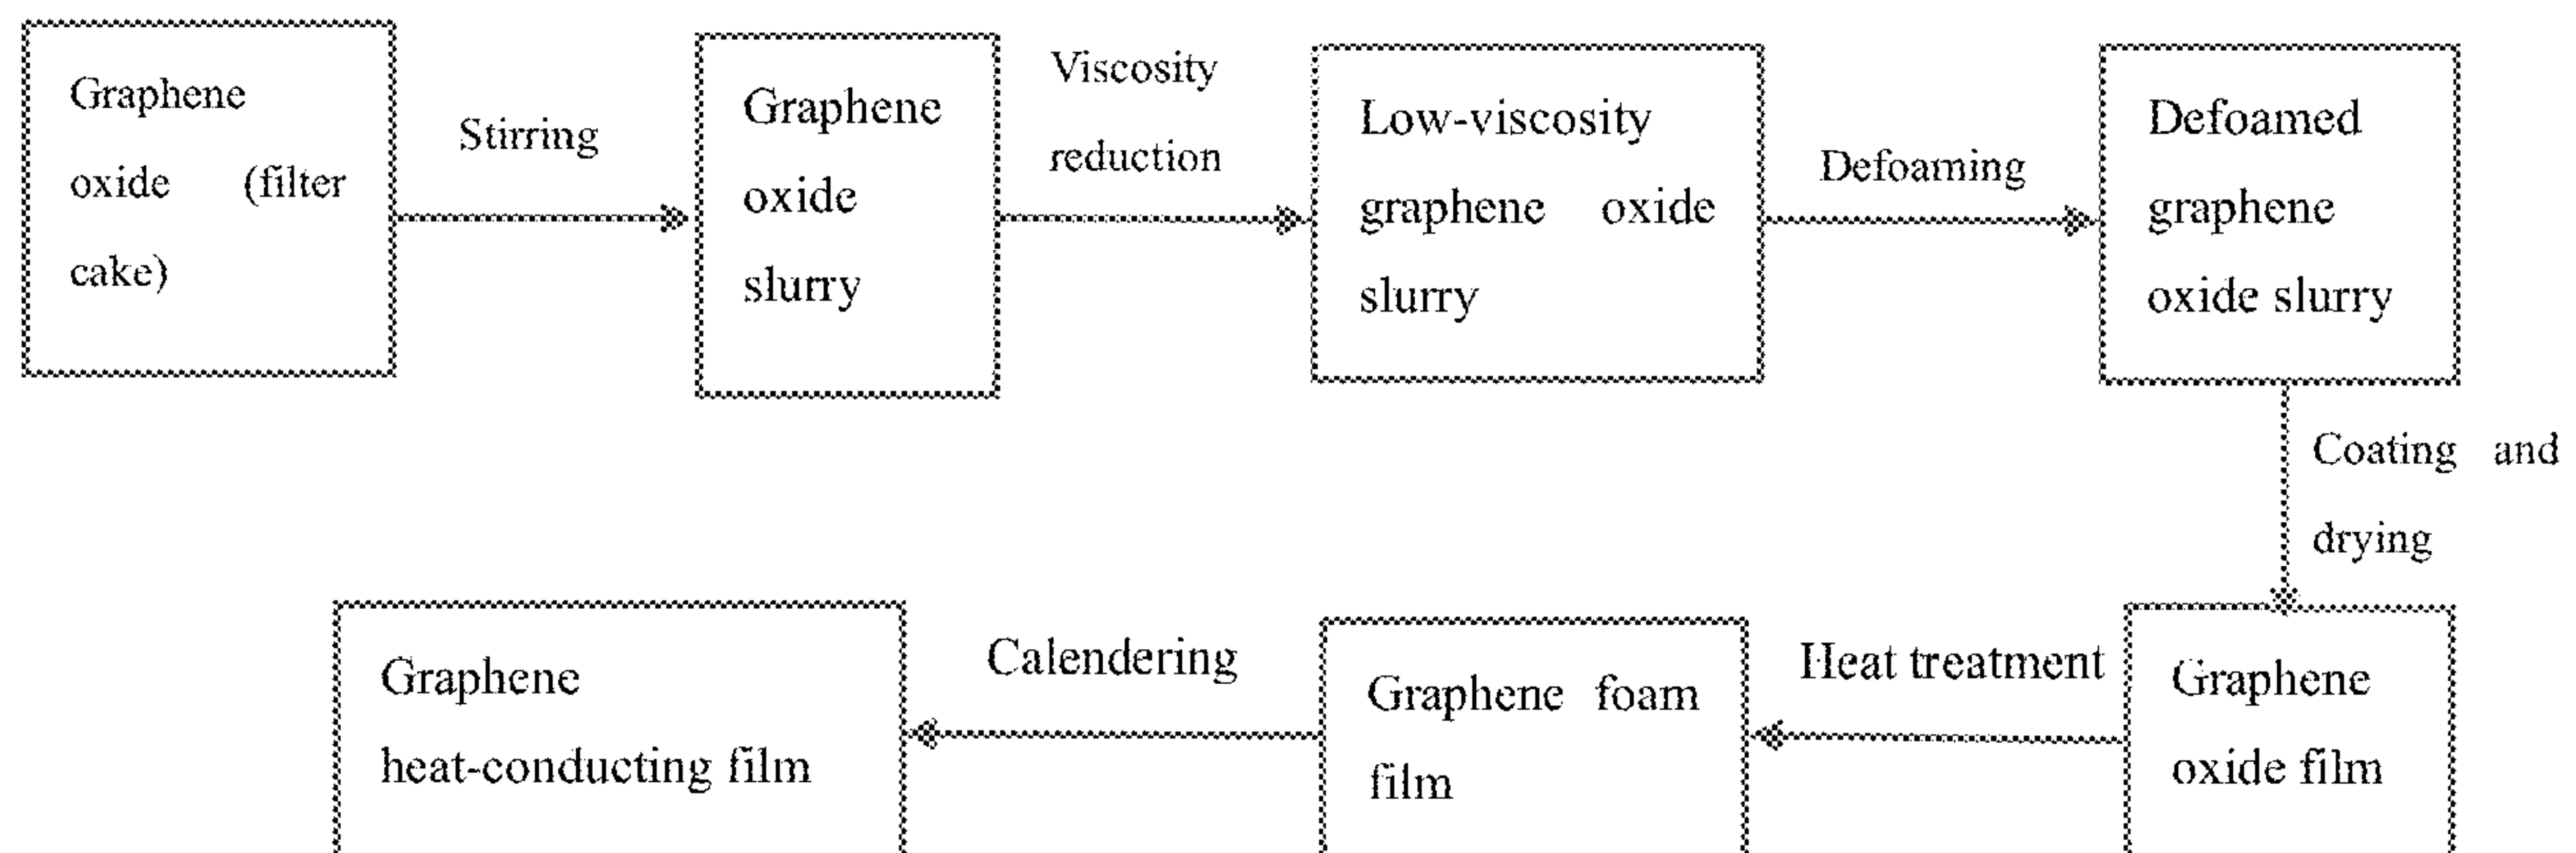 Graphene
oxide (filter
cake)
Stirring
Graphene
oxide
slurry
Viscosity
reduction
Low-viscosity
graphene oxide
slurry
Defoaming
Defoamed
graphene
oxide slurry
Coating and
drying
Graphene
oxide film
Heat treatment
Graphene foam
film
Calendering
Graphene
heat-conducting film